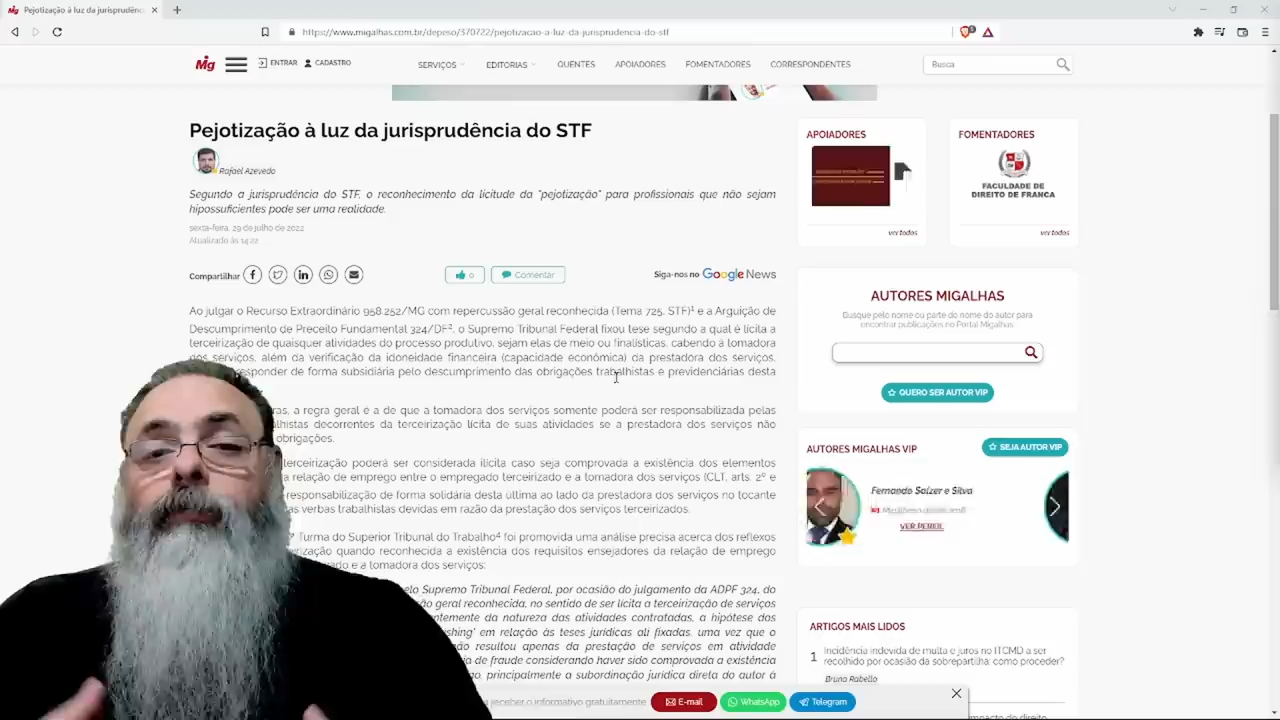 Pejotização à luz da jurisprudênci
https://www.migalhas.com.br/depeso/370722/pejotizacao-a-luz-da-jurisprudencia-do-stf
Mg
ENTRAR
CADASTRO
SERVIÇOS
EDITORIAS
QUENTES
APOIADORES
FOMENTADORES
CORRESPONDENTES
Busca
Pejotização à luz da jurisprudência do STF
Rafael Azevedo
Segundo a jurisprudência do STF, o reconhecimento da licitude da "pejotização" para profissionais que não sejam
hipossuficientes pode ser uma realidade.
sexta-feira, 29 de julho de 2022
Atualizado às 14:22
Compartilhar
0
Comentar
Siga-nos no Google News
Ao julgar o Recurso Extraordinário 958.252/MG com repercussão geral reconhecida (Tema 725, STF)¹ e a Arguição de
Descumprimento de Preceito Fundamental 324/DF², o Supremo Tribunal Federal fixou tese segundo a qual é lícita a
terceirização de quaisquer atividades do processo produtivo, sejam elas de meio ou finalísticas, cabendo à tomadora
dos serviços, além da verificação da idoneidade financeira (capacidade econômica) da prestadora dos serviços,
responder de forma subsidiária pelo descumprimento das obrigações trabalhistas e previdenciárias desta
a regra geral é a de que a tomadora dos serviços somente poderá ser responsabilizada pelas
decorrentes da terceirização lícita de suas atividades se a prestadora dos serviços não
obrigações.
terceirização poderá ser considerada ilícita caso seja comprovada a existência dos elementos
relação de emprego entre o empregado terceirizado e a tomadora dos serviços (CLT, arts. 2º e
responsabilização de forma solidária desta última ao lado da prestadora dos serviços no tocante
verbas trabalhistas devidas em razão da prestação dos serviços terceirizados.
Turma do Superior Tribunal do Trabalho⁴ foi promovida uma análise precisa acerca dos reflexos
quando reconhecida a existência dos requisitos ensejadores da relação de emprego
e a tomadora dos serviços:
Supremo Tribunal Federal, por ocasião do julgamento da ADPF 324, do
geral reconhecida, no sentido de ser lícita a terceirização de serviços
da natureza das atividades contratadas, a hipótese dos
em relação às teses jurídicas ali fixadas, uma vez que o
resultou apenas da prestação de serviços em atividade
de fraude considerando haver sido comprovada a existência
principalmente a subordinação jurídica direta do autor à
receber o informativo gratuitamente
E-mail
WhatsApp
Telegram
APOIADORES
ver todos
FOMENTADORES
FACULDADE DE
DIREITO DE FRANCA
ver todos
AUTORES MIGALHAS
Busque pelo nome ou parte do nome do autor para
encontrar publicações no Portal Migalhas
QUERO SER AUTOR VIP
AUTORES MIGALHAS VIP
SEJA AUTOR VIP
Fernando Salzer e Silva
VER PERFIL
ARTIGOS MAIS LIDOS
1
Incidência indevida de multa e juros no ITCMD a ser
recolhido por ocasião da sobrepartilha: como proceder?
Bruna Rabello